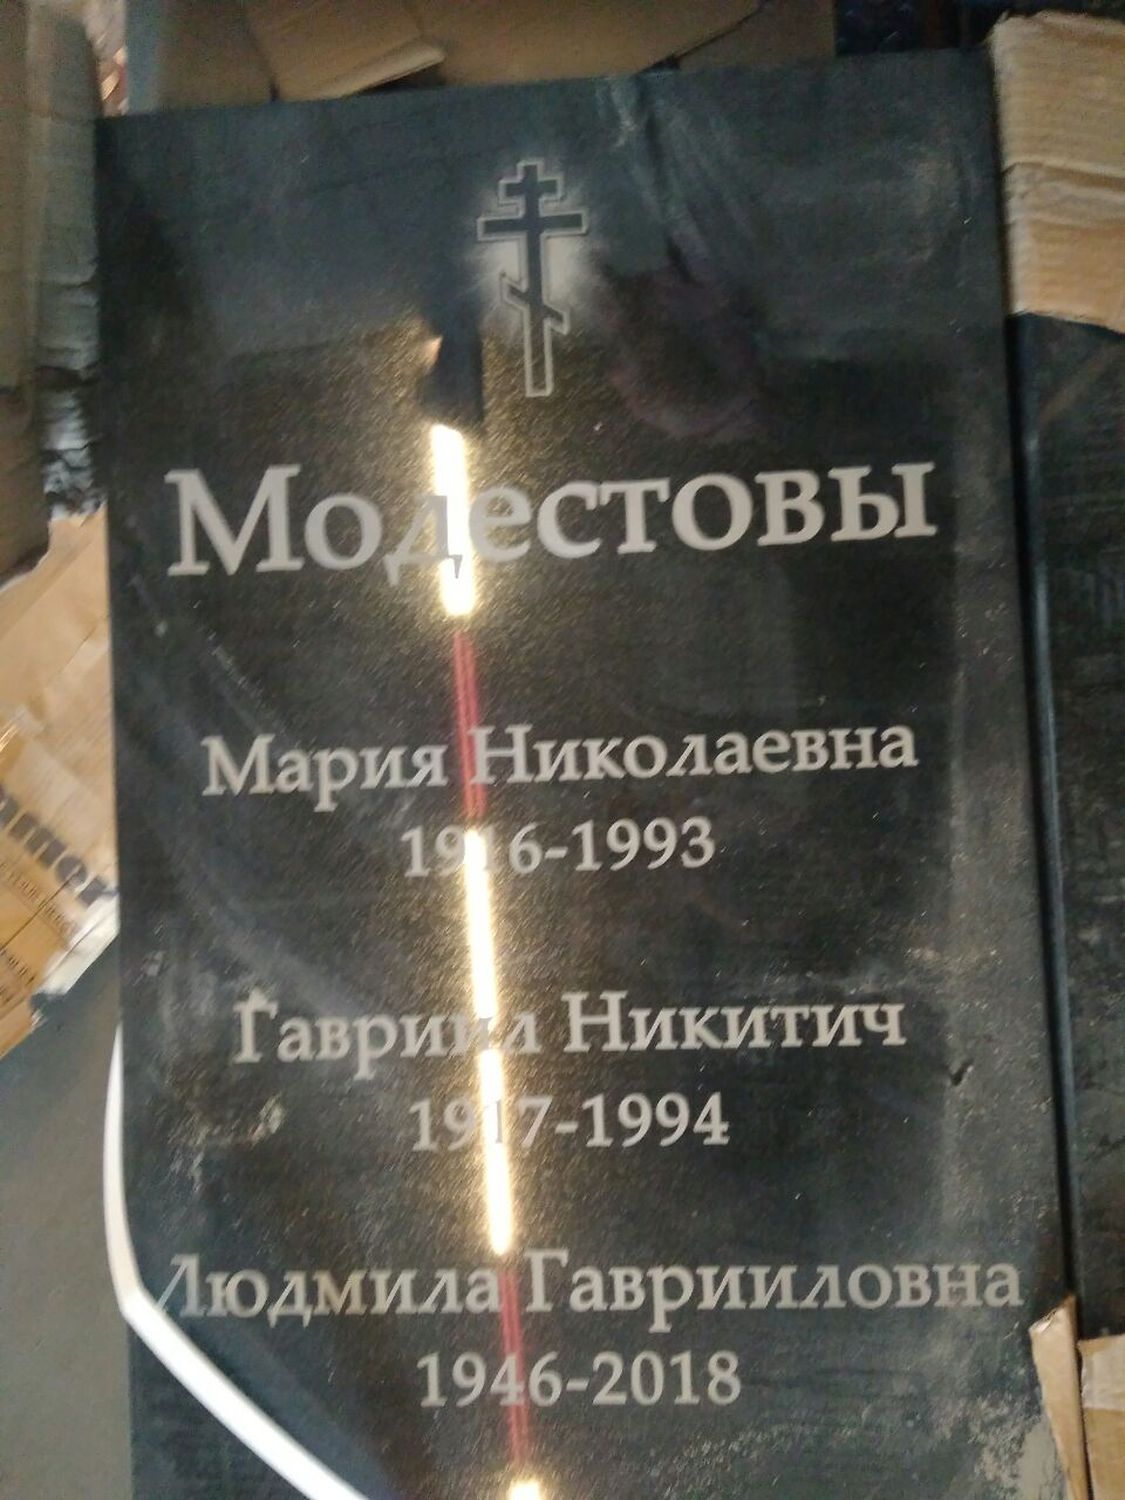 Модестовы
Мария Николаевна
1916-1993
Гавриил Никитич
1917-1994
Людмила Гаврииловна
1946-2018